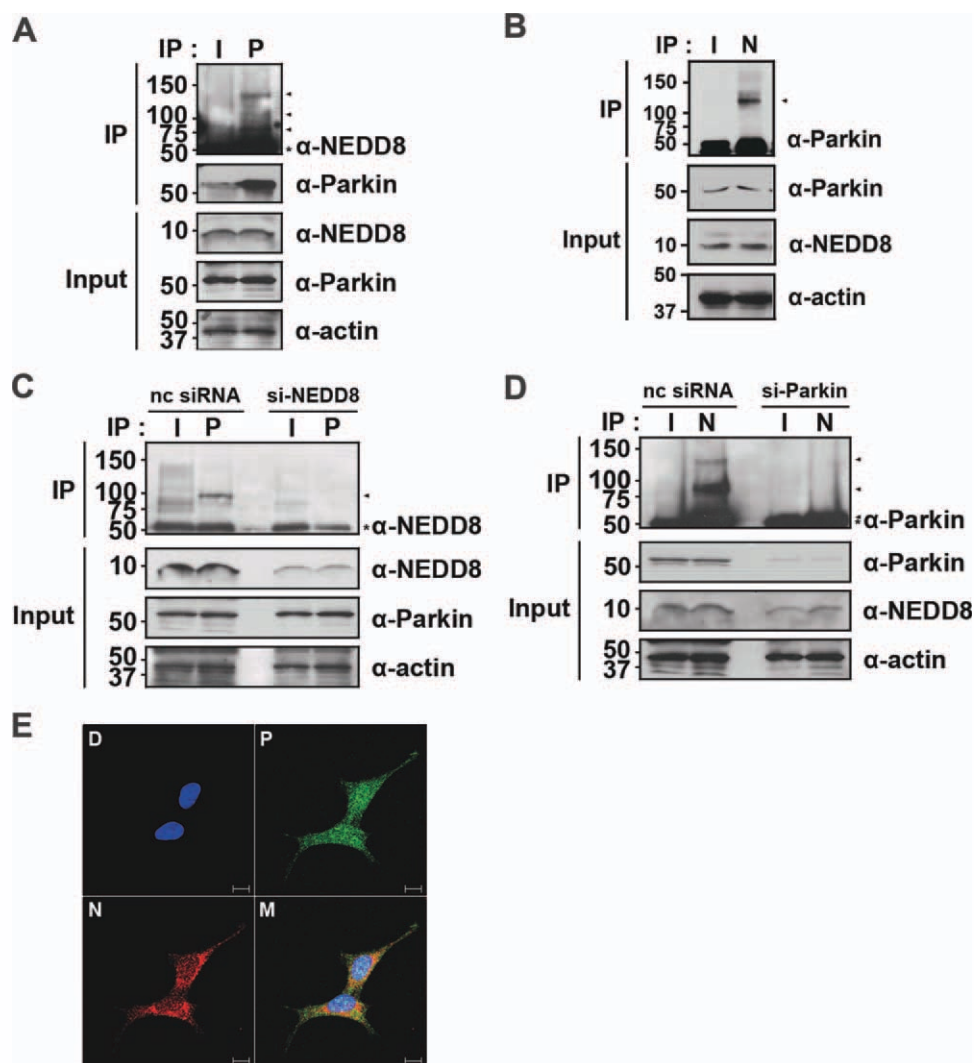 A
IP : I P
IP
150
100
75
50
* α-NEDD8
50
α-Parkin
Input
10
α-NEDD8
50
α-Parkin
50
37
α-actin
B
IP : I N
IP
150
100
75
50
α-Parkin
Input
50
α-Parkin
10
α-NEDD8
50
37
α-actin
C
nc siRNA si-NEDD8
IP : I P I P
IP
150
100
75
50
*α-NEDD8
Input
10
α-NEDD8
50
α-Parkin
50
37
α-actin
D
nc siRNA si-Parkin
IP : I N I N
IP
150
100
75
50
*α-Parkin
Input
50
α-Parkin
10
α-NEDD8
50
37
α-actin
E
D P
N M